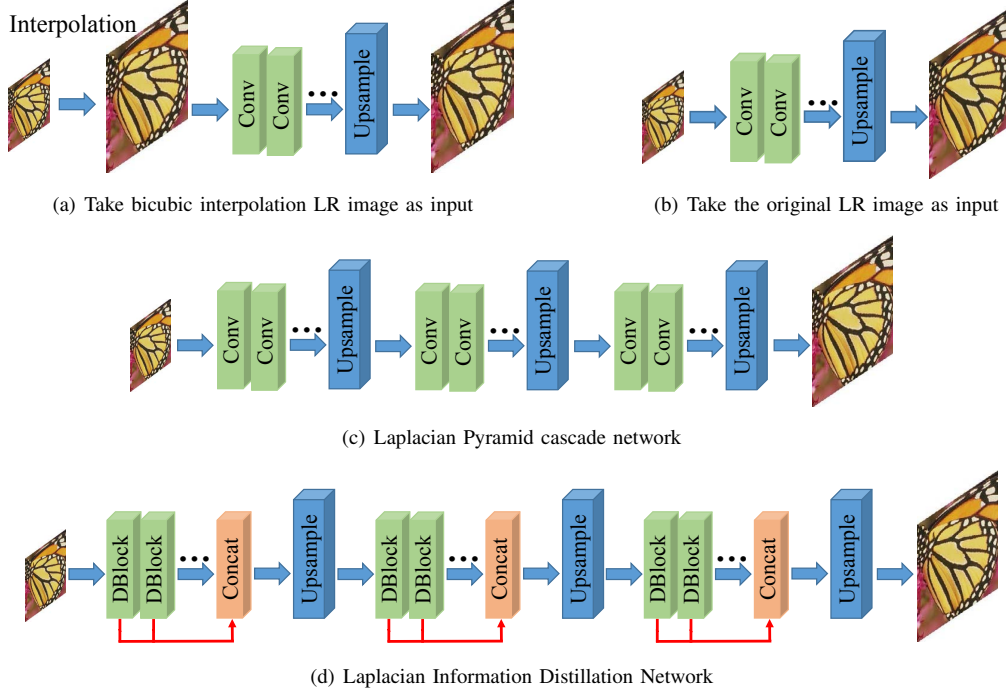 Interpolation
Conv
Conv
Upsample
Conv
Conv
Upsample
(a) Take bicubic interpolation LR image as input
(b) Take the original LR image as input
Conv
Conv
Upsample
Conv
Conv
Upsample
Conv
Conv
Upsample
(c) Laplacian Pyramid cascade network
DBlock
DBlock
Concat
Upsample
DBlock
DBlock
Concat
Upsample
DBlock
DBlock
Concat
Upsample
(d) Laplacian Information Distillation Network